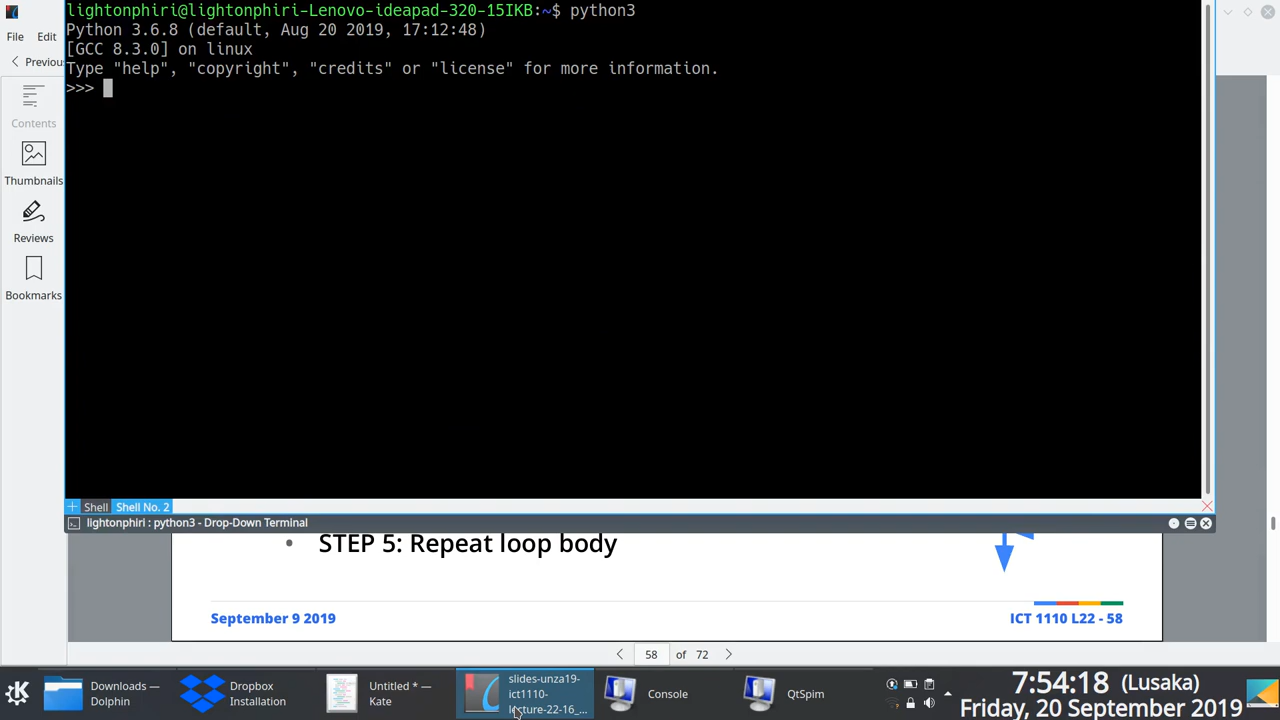 lightonphiri@lightonphiri-Lenovo-ideapad-320-15IKB:~$ python3
Python 3.6.8 (default, Aug 20 2019, 17:12:48)
[GCC 8.3.0] on linux
Type "help", "copyright", "credits" or "license" for more information.
>>>
File Edit
Previou
Contents
Thumbnails
Reviews
Bookmarks
Shell Shell No. 2
lightonphiri : python3 - Drop-Down Terminal
• STEP 5: Repeat loop body
September 9 2019
ICT 1110 L22 - 58
58 of 72
Downloads —
Dolphin
Dropbox
Installation
Untitled * —
Kate
slides-unza19-
ict1110-
lecture-22-16_...
Console
QtSpim
7:54:18 (Lusaka)
Friday, 20 September 2019